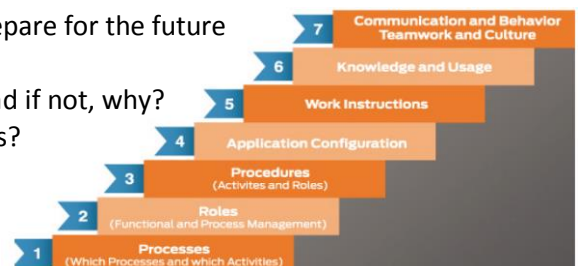 epare for the future
nd if not, why?
s?
7
Communication and Behavior
Teamwork and Culture
6
Knowledge and Usage
5
Work Instructions
4
Application Configuration
3
Procedures
(Activites and Roles)
2
Roles
(Functional and Process Management)
1
Processes
(Which Processes and which Activities)